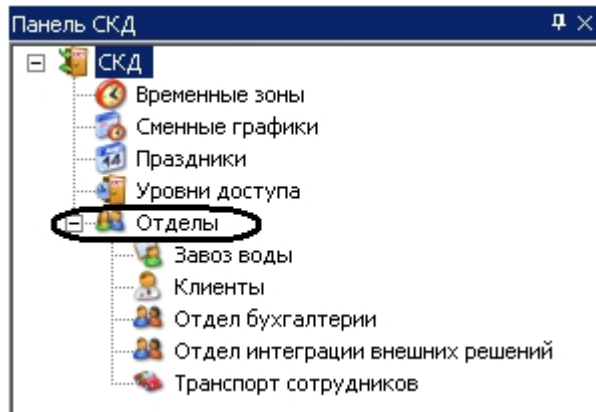 Панель СКД
СКД
Временные зоны
Сменные графики
14
Праздники
Уровни доступа
Отделы
Завоз воды
Клиенты
Отдел бухгалтерии
Отдел интеграции внешних решений
Транспорт сотрудников